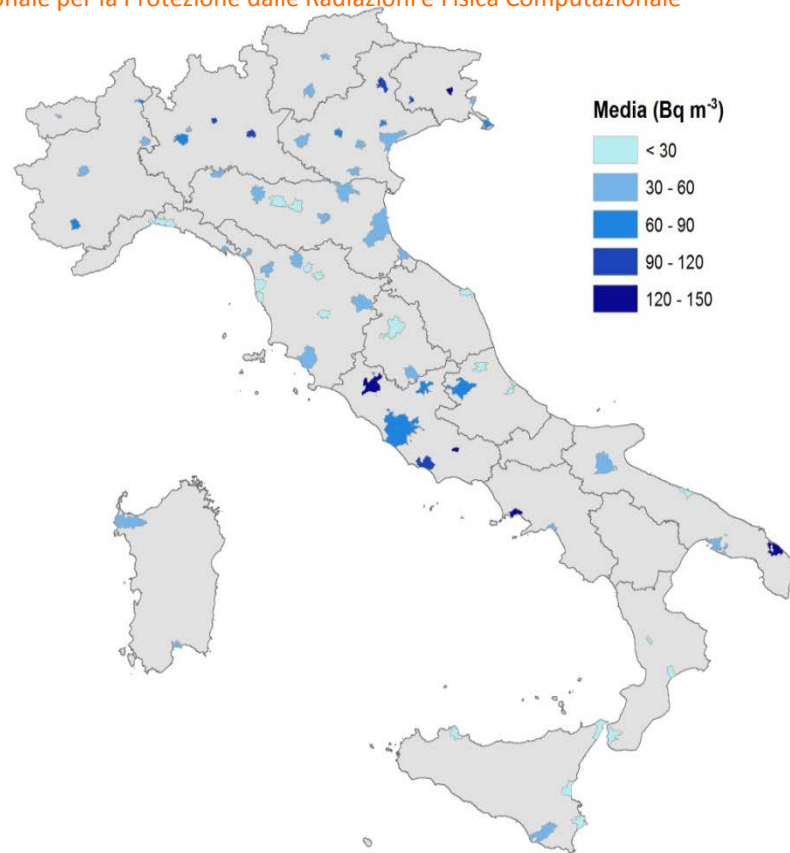 nale per la Protezione dalle Radiazioni e Fisica Computazionale
Media (Bq m⁻³)
< 30
30 - 60
60 - 90
90 - 120
120 - 150